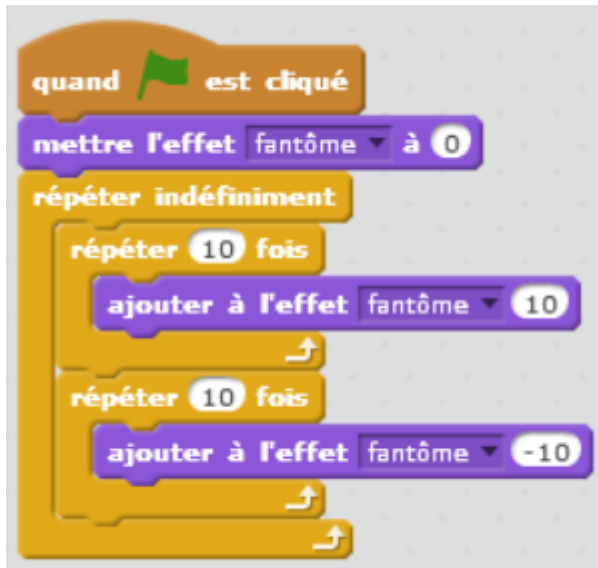 quand est cliqué
mettre l'effet fantôme à 0
répéter indéfiniment
répéter 10 fois
ajouter à l'effet fantôme 10
répéter 10 fois
ajouter à l'effet fantôme -10